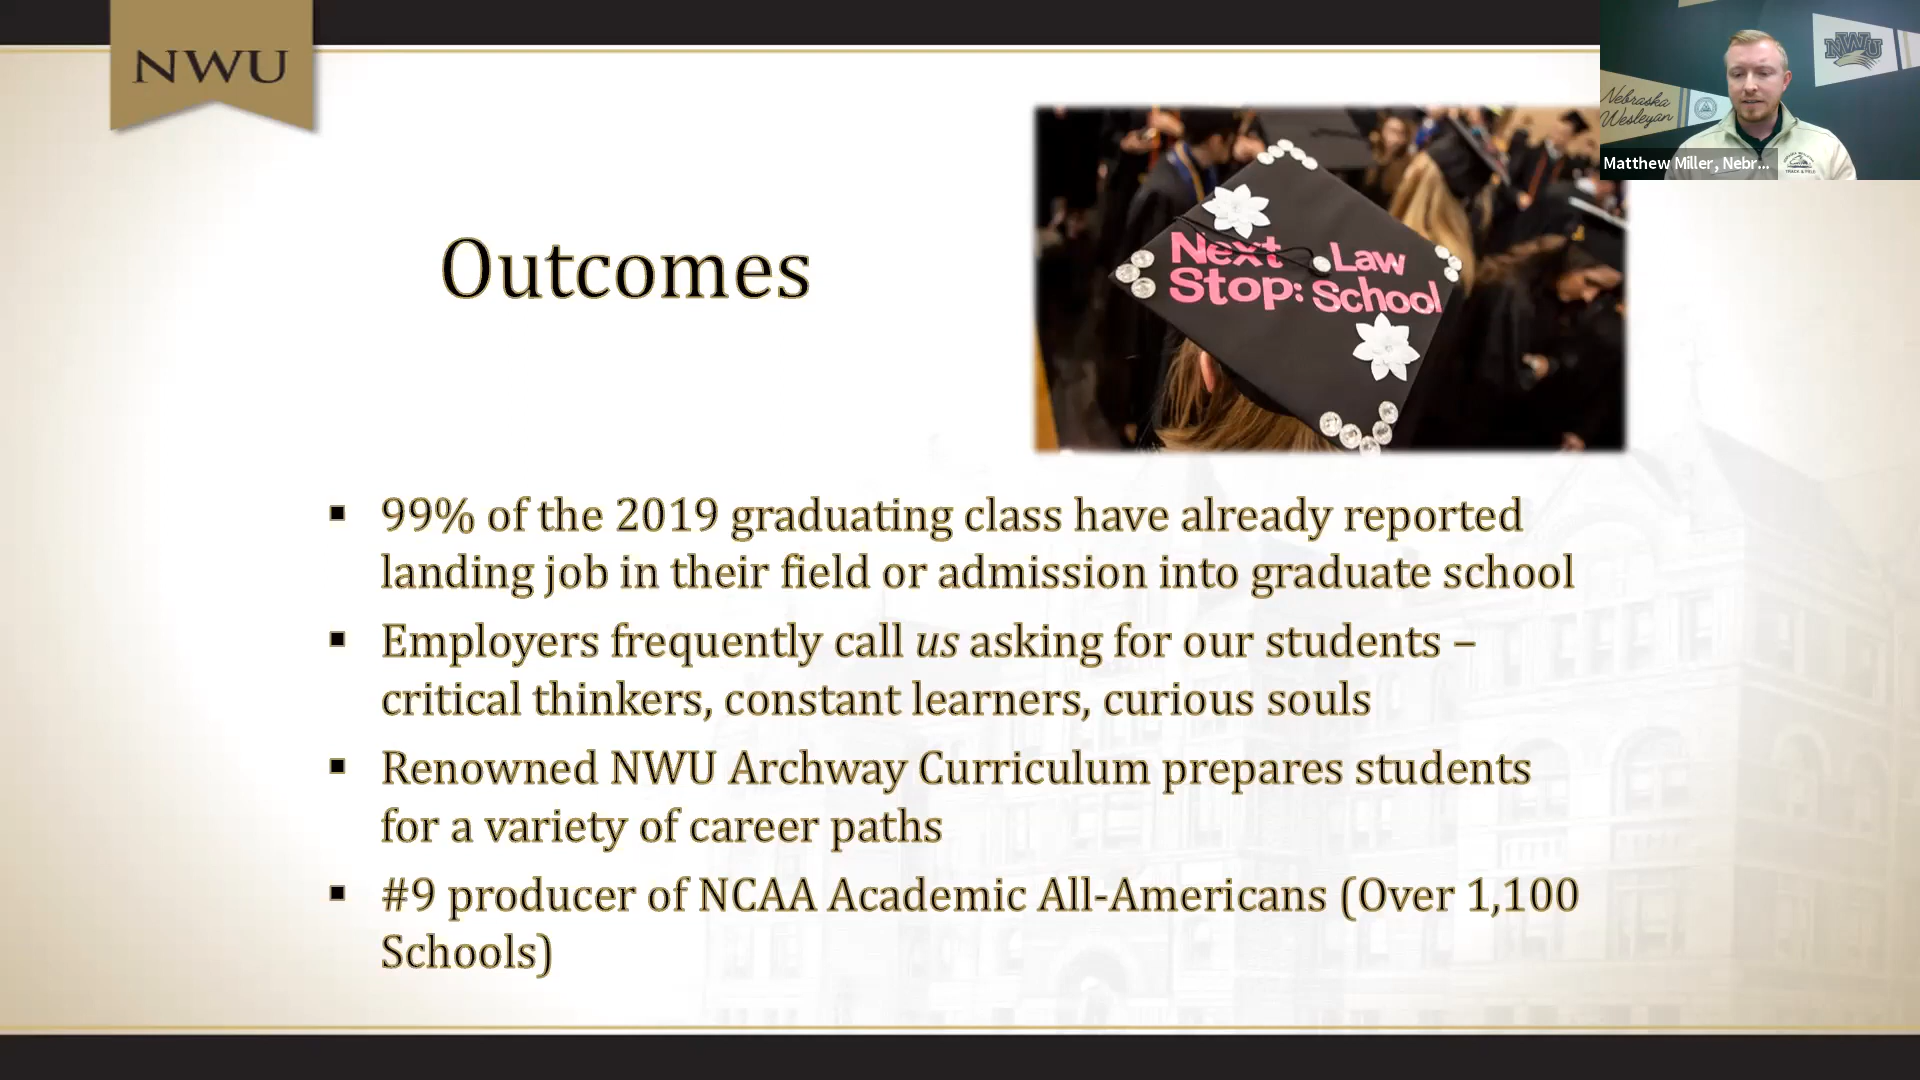 NWU
NWU
Nebraska
Wesleyan
Matthew Miller, Nebr...
TRACK & FIELD
Next Law
Stop: School
Outcomes
▪ 99% of the 2019 graduating class have already reported
landing job in their field or admission into graduate school
▪ Employers frequently call us asking for our students –
critical thinkers, constant learners, curious souls
▪ Renowned NWU Archway Curriculum prepares students
for a variety of career paths
▪ #9 producer of NCAA Academic All-Americans (Over 1,100
Schools)